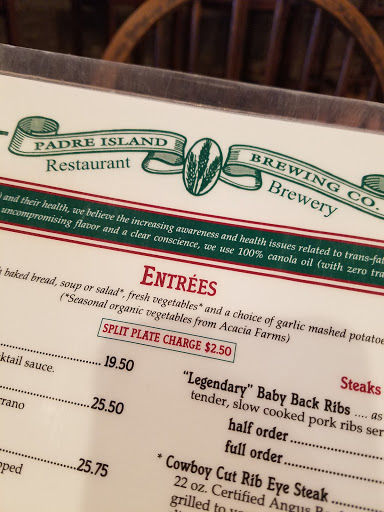 PADRE ISLAND BREWING CO.
Restaurant Brewery
) and their health, we believe the increasing awareness and health issues related to trans-fat
uncompromising flavor and a clear conscience, we use 100% canola oil (with zero tra
ENTRÉES
baked bread, soup or salad*, fresh vegetables* and a choice of garlic mashed potatoe
(*Seasonal organic vegetables from Acacia Farms)
SPLIT PLATE CHARGE $2.50
19.50
ktail sauce.
rrano
25.50
25.75
pped
Steaks
"Legendary" Baby Back Ribs .... as
tender, slow cooked pork ribs ser
half order
full order
* Cowboy Cut Rib Eye Steak
22 oz. Certified Angus Be
grilled to